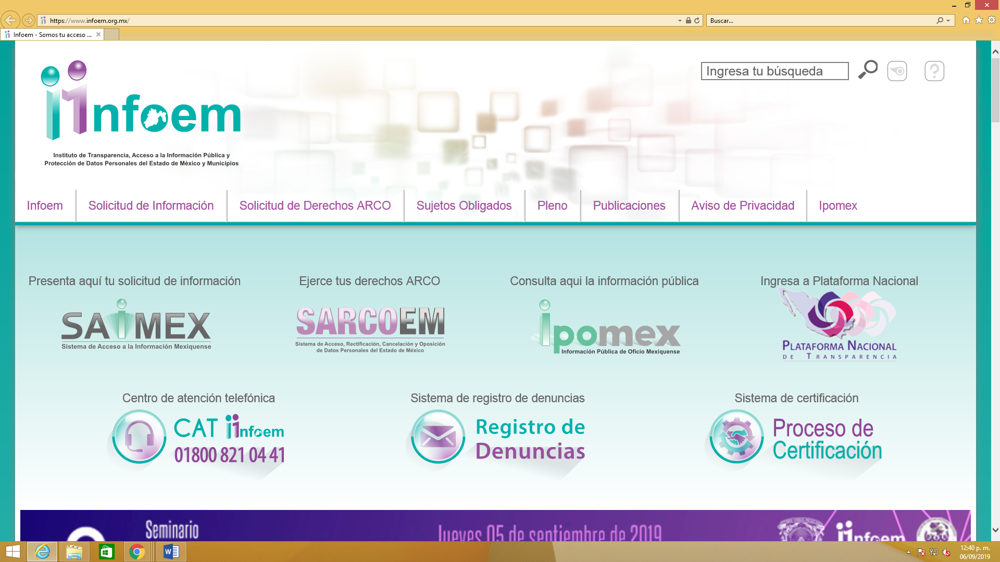 https://www.infoem.org.mx/
Buscar...
Infoem - Somos tu acceso ...
infoem
Instituto de Transparencia, Acceso a la Información Pública y
Protección de Datos Personales del Estado de México y Municipios
Ingresa tu búsqueda
?
Infoem
Solicitud de Información
Solicitud de Derechos ARCO
Sujetos Obligados
Pleno
Publicaciones
Aviso de Privacidad
Ipomex
Presenta aquí tu solicitud de información
SAiMEX
Sistema de Acceso a la Información Mexiquense
Ejerce tus derechos ARCO
SARCOEM
Sistema de Acceso, Rectificación, Cancelación y Oposición
de Datos Personales del Estado de México
Consulta aqui la información pública
ipomex
Información Pública de Oficio Mexiquense
Ingresa a Plataforma Nacional
PLATAFORMA NACIONAL
DE TRANSPARENCIA
Centro de atención telefónica
CAT infoem
01800 821 04 41
Sistema de registro de denuncias
Registro de
Denuncias
Sistema de certificación
Proceso de
Certificación
Seminario
Jueves 05 de septiembre de 2019
infoem
12:40 p. m.
06/09/2019